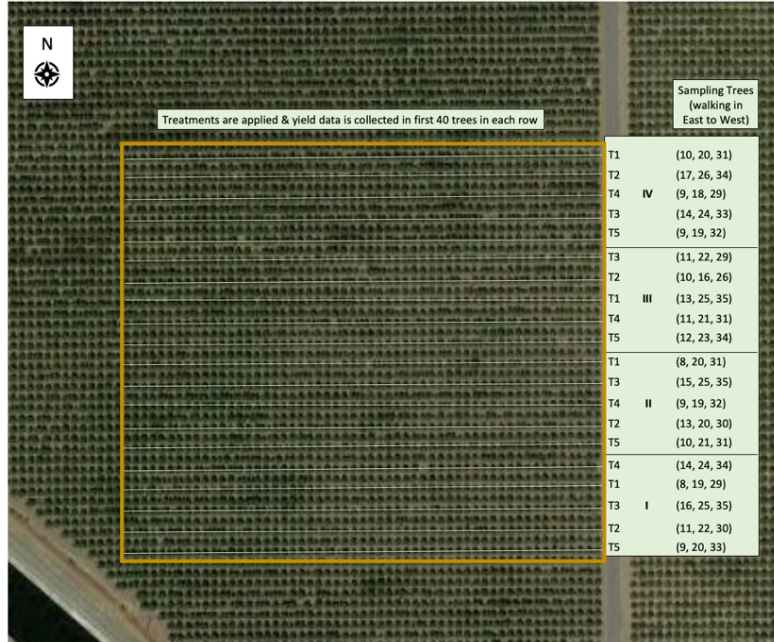 N
Sampling Trees
(walking in
East to West)
Treatments are applied & yield data is collected in first 40 trees in each row
T1 (10, 20, 31)
T2 (17, 26, 34)
T4 IV (9, 18, 29)
T3 (14, 24, 33)
T5 (9, 19, 32)
T3 (11, 22, 29)
T2 (10, 16, 26)
T1 III (13, 25, 35)
T4 (11, 21, 31)
T5 (12, 23, 34)
T1 (8, 20, 31)
T3 (15, 25, 35)
T4 II (9, 19, 32)
T2 (13, 20, 30)
T5 (10, 21, 31)
T4 (14, 24, 34)
T1 (8, 19, 29)
T3 I (16, 25, 35)
T2 (11, 22, 30)
T5 (9, 20, 33)